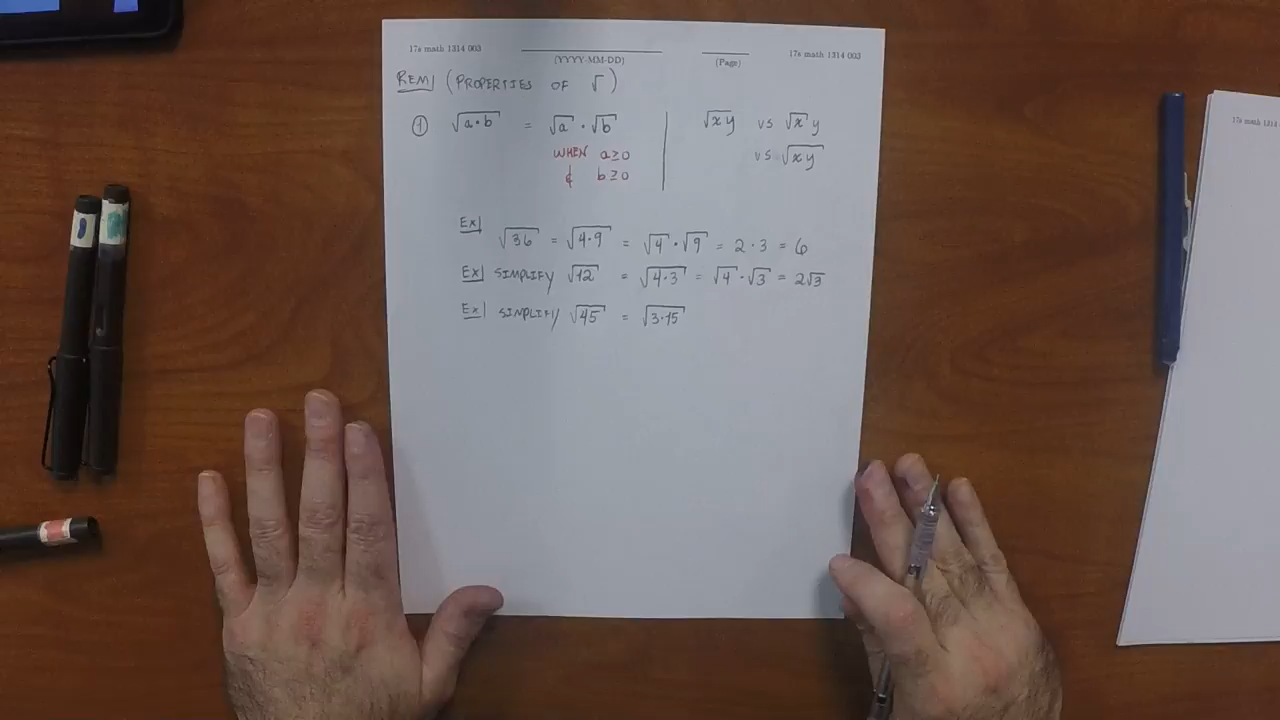 17s math 1314 003 (YYYY-MM-DD) (Page) 17s math 1314 003
REM (PROPERTIES OF √ )
① √(a·b) = √a · √b
WHEN a≥0
& b≥0
√x y vs √x y
vs √(xy)
Ex √36 = √(4·9) = √4 · √9 = 2·3 = 6
Ex SIMPLIFY √12 = √(4·3) = √4 · √3 = 2√3
Ex SIMPLIFY √45 = √(3·15)